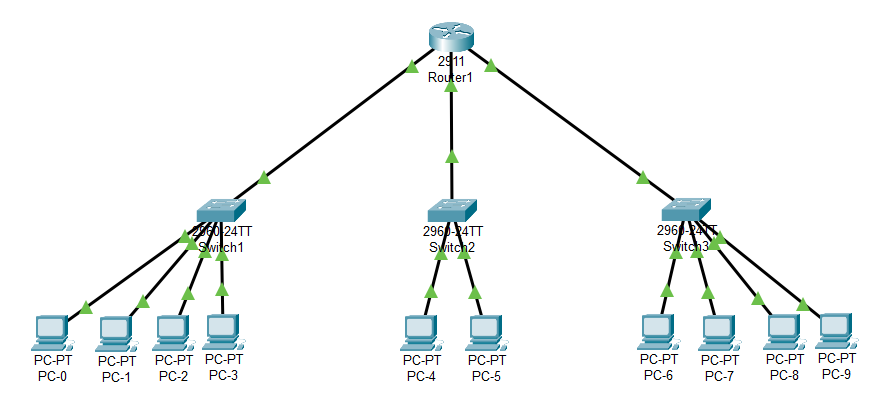 2911
Router1
2960-24TT
Switch1
2960-24TT
Switch2
2960-24TT
Switch3
PC-PT
PC-0
PC-PT
PC-1
PC-PT
PC-2
PC-PT
PC-3
PC-PT
PC-4
PC-PT
PC-5
PC-PT
PC-6
PC-PT
PC-7
PC-PT
PC-8
PC-PT
PC-9